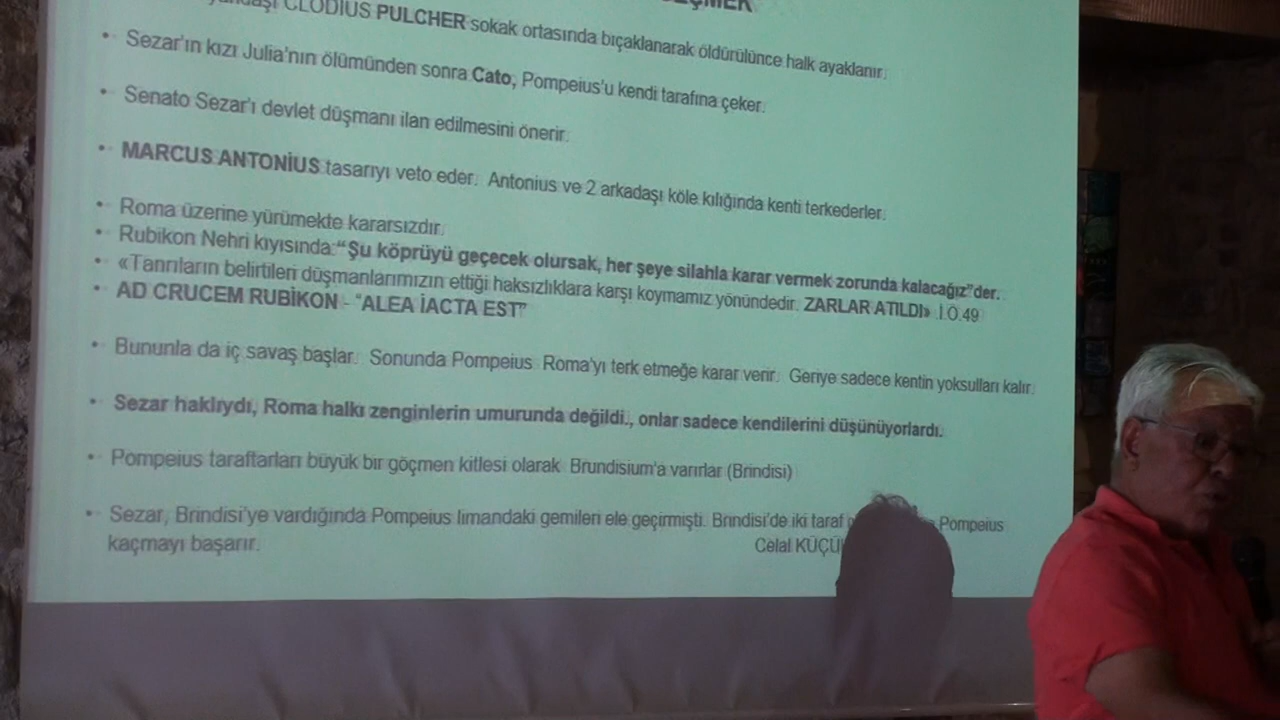 CLODIUS PULCHER sokak ortasında bıçaklanarak öldürülünce halk ayaklanır.
• Sezar'ın kızı Julia'nın ölümünden sonra Cato, Pompeius'u kendi tarafına çeker.
• Senato Sezar'ı devlet düşmanı ilan edilmesini önerir.
• MARCUS ANTONİUS tasarıyı veto eder. Antonius ve 2 arkadaşı köle kılığında kenti terkederler.
• Roma üzerine yürümekte kararsızdır.
• Rubikon Nehri kıyısında:“Şu köprüyü geçecek olursak, her şeye silahla karar vermek zorunda kalacağız”der.
• «Tanrıların belirtileri düşmanlarımızın ettiği haksızlıklara karşı koymamız yönündedir. ZARLAR ATILDI» .İ.Ö.49
• AD CRUCEM RUBİKON - “ALEA İACTA EST”
• Bununla da iç savaş başlar. Sonunda Pompeius Roma'yı terk etmeğe karar verir. Geriye sadece kentin yoksulları kalır.
• Sezar haklıydı, Roma halkı zenginlerin umurunda değildi., onlar sadece kendilerini düşünüyorlardı.
• Pompeius taraftarları büyük bir göçmen kitlesi olarak Brundisium'a varırlar (Brindisi)
• Sezar, Brindisi'ye vardığında Pompeius limandaki gemileri ele geçirmişti. Brindisi'de iki taraf Pompeius
kaçmayı başarır.
Celal